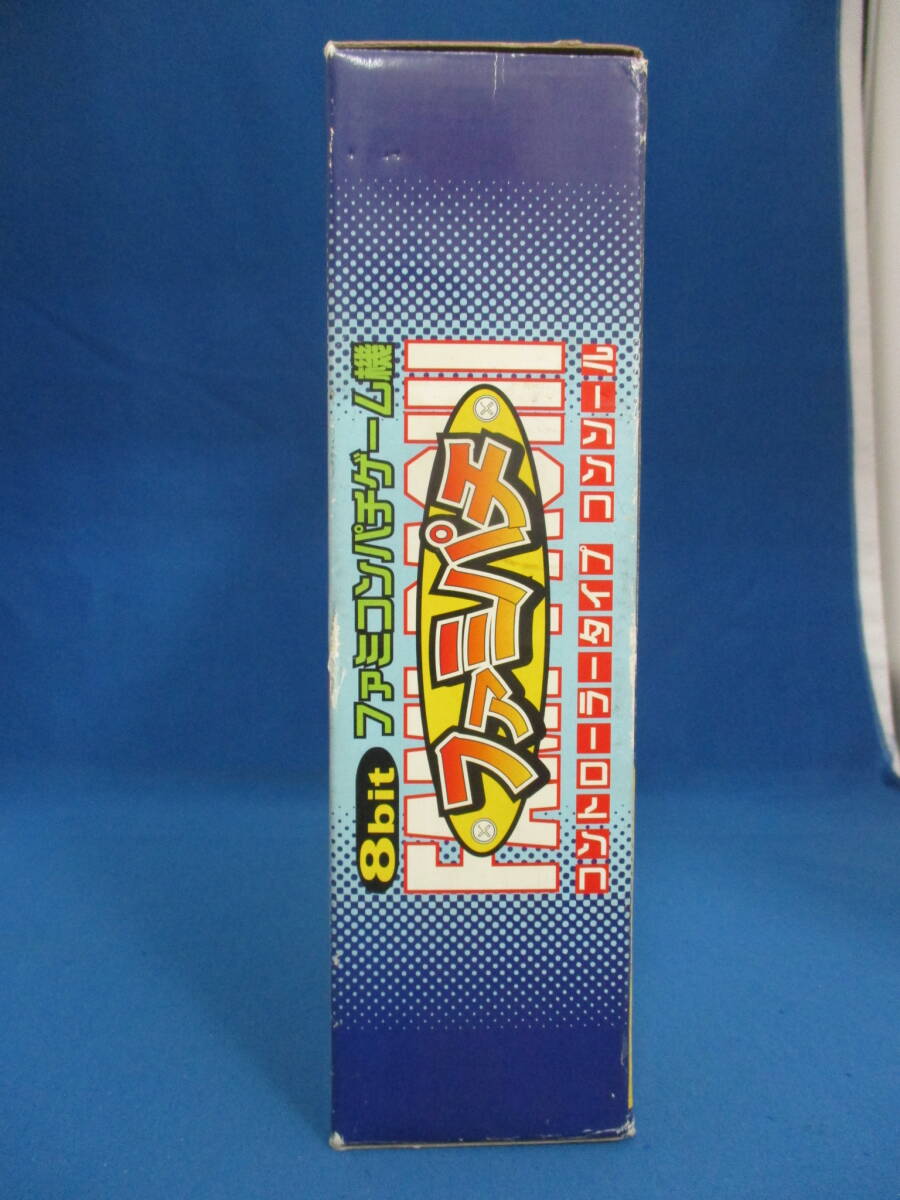 8bit ファミコンパチゲーム機
ファミパチ
コントローラータイプ コンソール